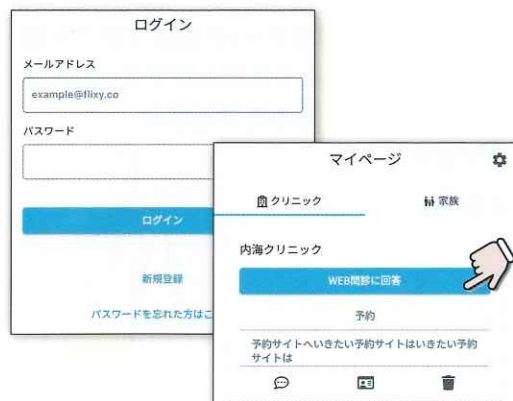 ログイン
メールアドレス
example@flixy.co
パスワード
ログイン
新規登録
パスワードを忘れた方はこ
マイページ
クリニック
家族
内海クリニック
WEB問診に回答
予約
予約サイトへいきたい予約サイトはいきたい予約
サイトは